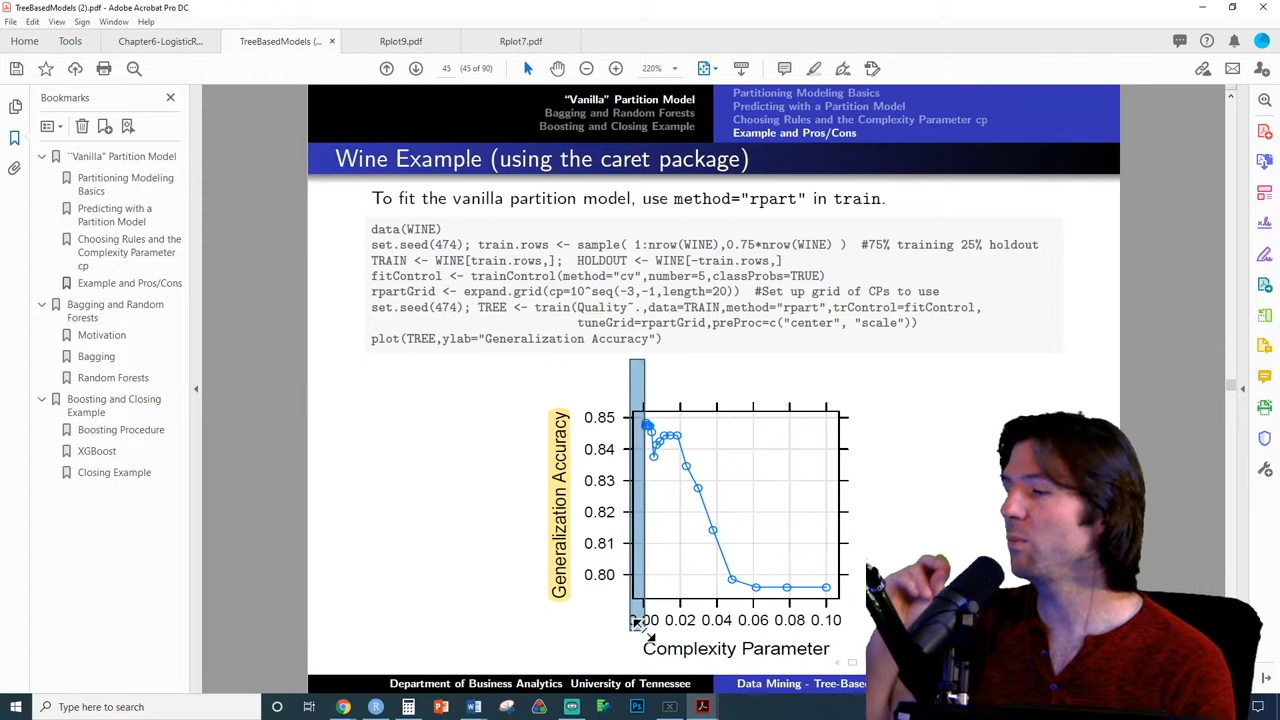 TreeBasedModels (2).pdf - Adobe Acrobat Pro DC
File Edit View Sign Window Help
Home Tools Chapter6-LogisticR... TreeBasedModels (... × Rplot9.pdf Rplot7.pdf
45 (45 of 90) 220%
Bookmarks
"Vanilla" Partition Model
Partitioning Modeling Basics
Predicting with a Partition Model
Choosing Rules and the Complexity Parameter cp
Example and Pros/Cons
Bagging and Random Forests
Motivation
Bagging
Random Forests
Boosting and Closing Example
Boosting Procedure
XGBoost
Closing Example
"Vanilla" Partition Model
Bagging and Random Forests
Boosting and Closing Example
Partitioning Modeling Basics
Predicting with a Partition Model
Choosing Rules and the Complexity Parameter cp
Example and Pros/Cons
Wine Example (using the caret package)
To fit the vanilla partition model, use method="rpart" in train.
data(WINE)
set.seed(474); train.rows <- sample( 1:nrow(WINE),0.75*nrow(WINE) ) #75% training 25% holdout
TRAIN <- WINE[train.rows,]; HOLDOUT <- WINE[-train.rows,]
fitControl <- trainControl(method="cv",number=5,classProbs=TRUE)
rpartGrid <- expand.grid(cp=10^seq(-3,-1,length=20)) #Set up grid of CPs to use
set.seed(474); TREE <- train(Quality~.,data=TRAIN,method="rpart",trControl=fitControl,
tuneGrid=rpartGrid,preProc=c("center", "scale"))
plot(TREE,ylab="Generalization Accuracy")
Generalization Accuracy
0.85
0.84
0.83
0.82
0.81
0.80
0.02 0.04 0.06 0.08 0.10
Complexity Parameter
Department of Business Analytics University of Tennessee
Data Mining - Tree-Ba
Type here to search